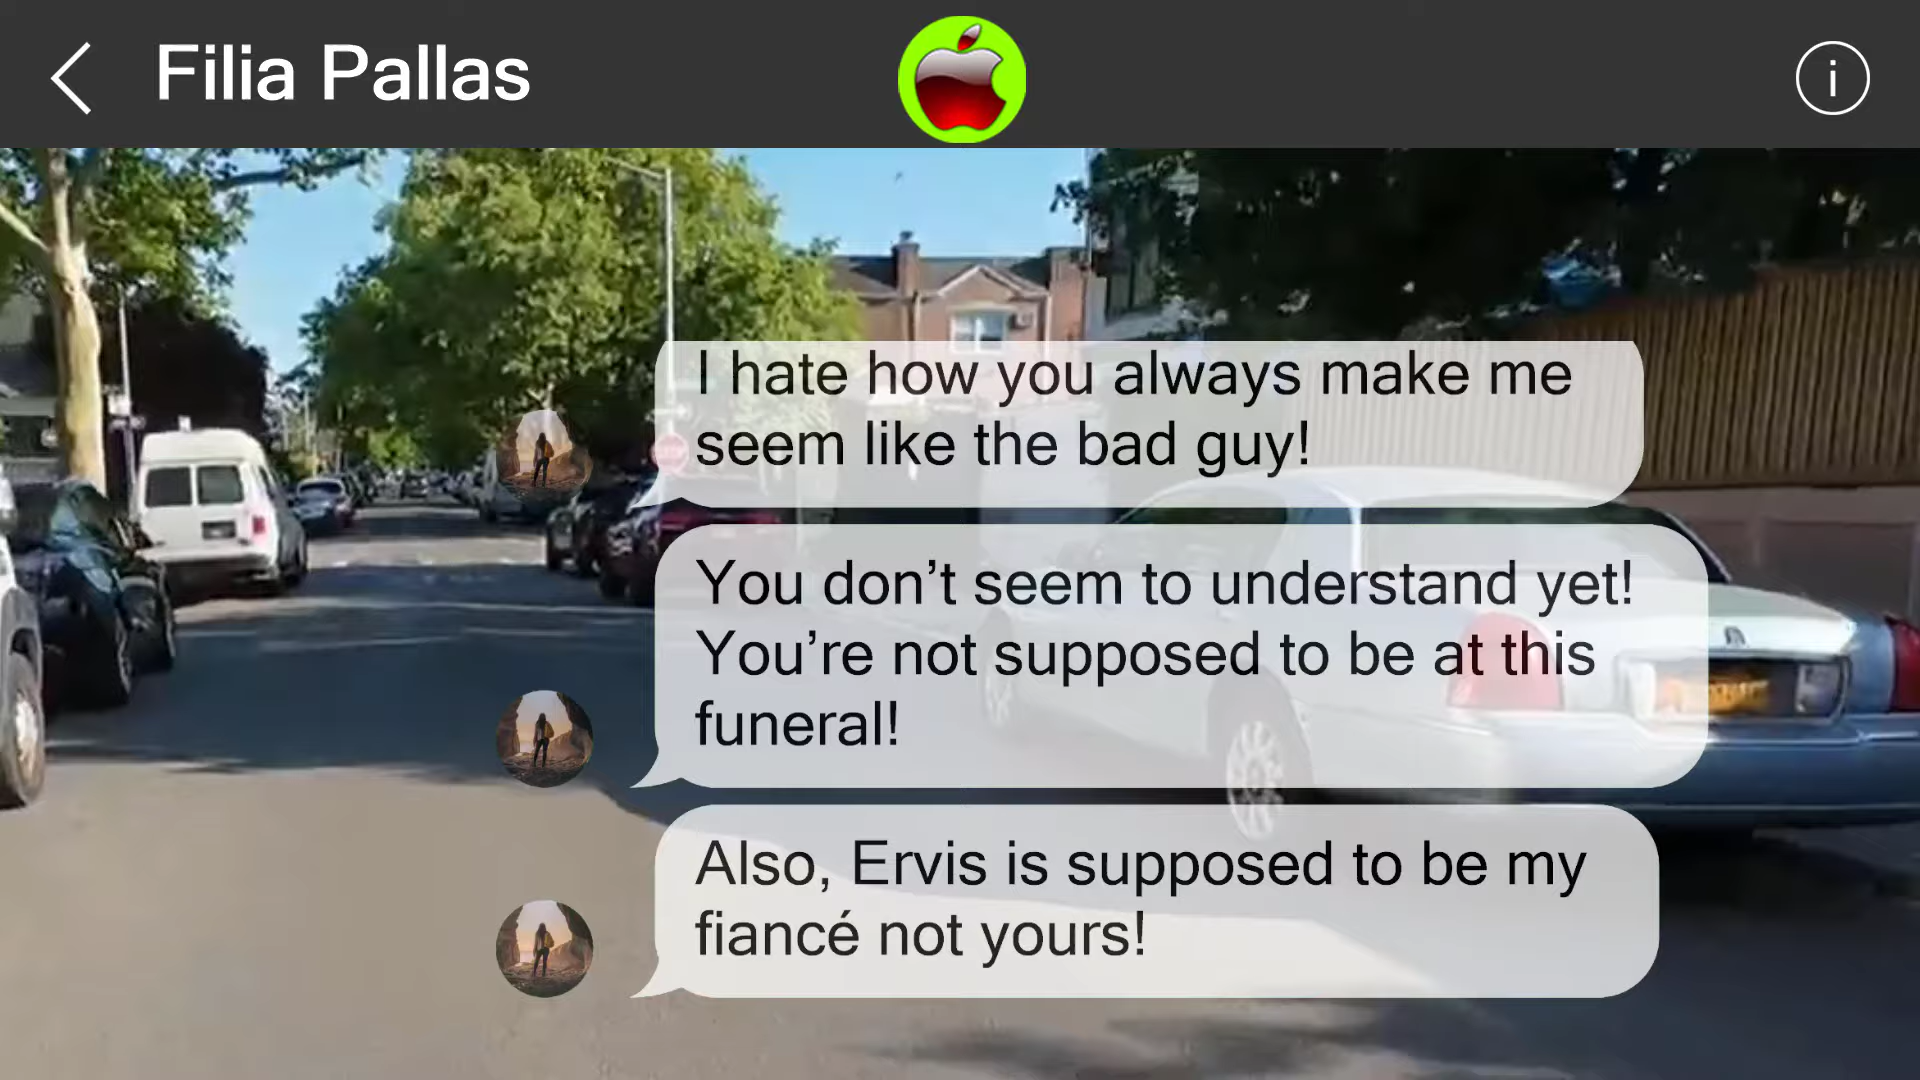 Filia Pallas
i
I hate how you always make me
seem like the bad guy!
You don’t seem to understand yet!
You’re not supposed to be at this
funeral!
Also, Ervis is supposed to be my
fiancé not yours!